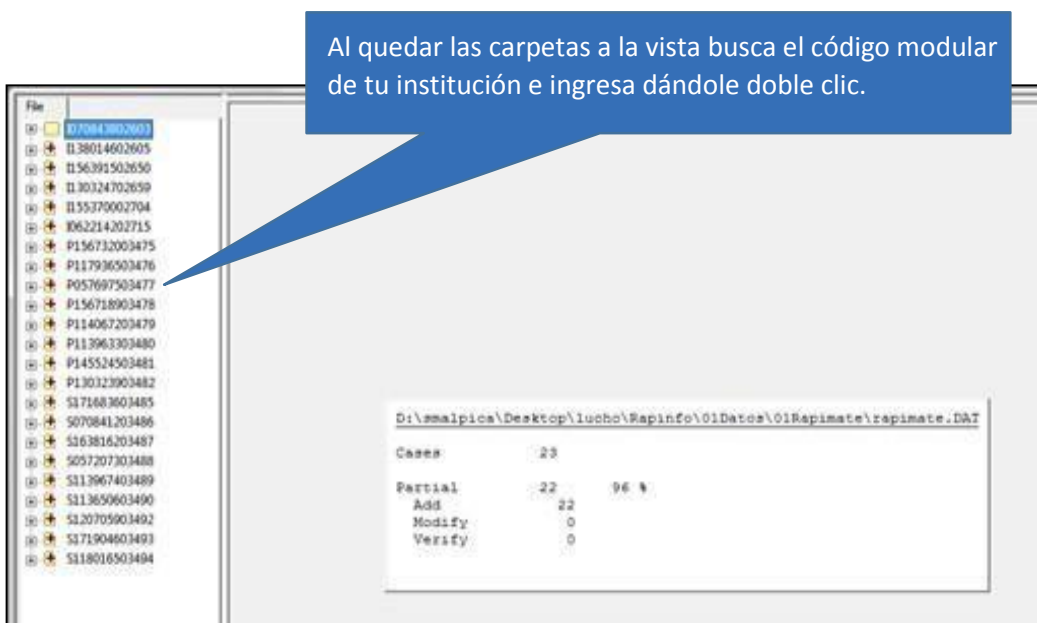 Al quedar las carpetas a la vista busca el código modular
de tu institución e ingresa dándole doble clic.
File
I070843802603
I138014602605
I156391502650
I130324702659
I155370002704
I062214202715
P156732003475
P117936503476
P057697503477
P156718903478
P114067203479
P113963303480
P145524503481
P130323903482
S171683603485
S070841203486
S163816203487
S057207303488
S113967403489
S113650603490
S120705903492
S171904603493
S118016503494
D:\smalpica\Desktop\lucho\Rapinfo\01Datos\01Rapimate\rapimate.DAT
Cases 23
Partial 22 96 %
Add 22
Modify 0
Verify 0